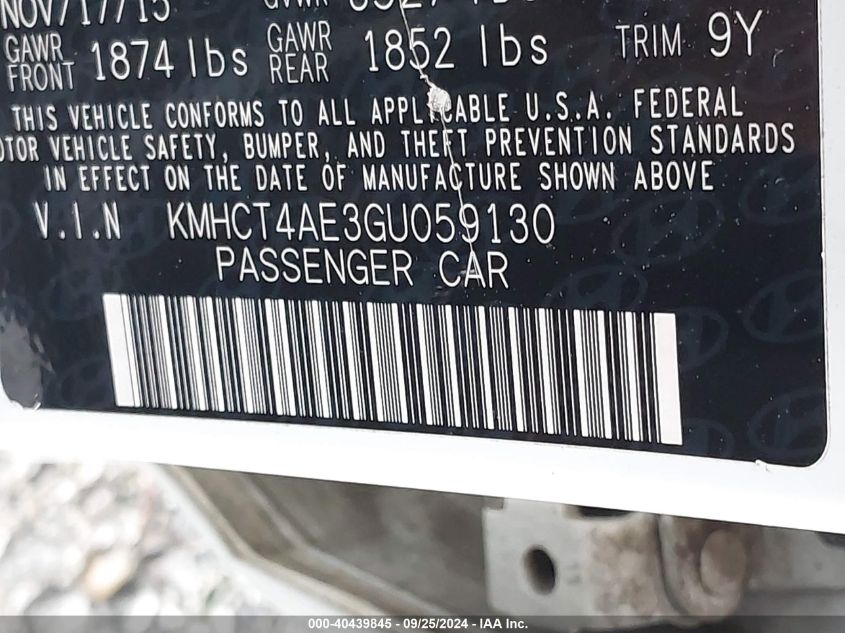 NOV/17/15 GVWR
GAWR FRONT 1874 lbs GAWR REAR 1852 lbs TRIM 9Y
THIS VEHICLE CONFORMS TO ALL APPLICABLE U.S.A. FEDERAL
OTOR VEHICLE SAFETY, BUMPER, AND THEFT PREVENTION STANDARDS
IN EFFECT ON THE DATE OF MANUFACTURE SHOWN ABOVE
V.I.N KMHCT4AE3GU059130
PASSENGER CAR
000-40439845 - 09/25/2024 - IAA Inc.